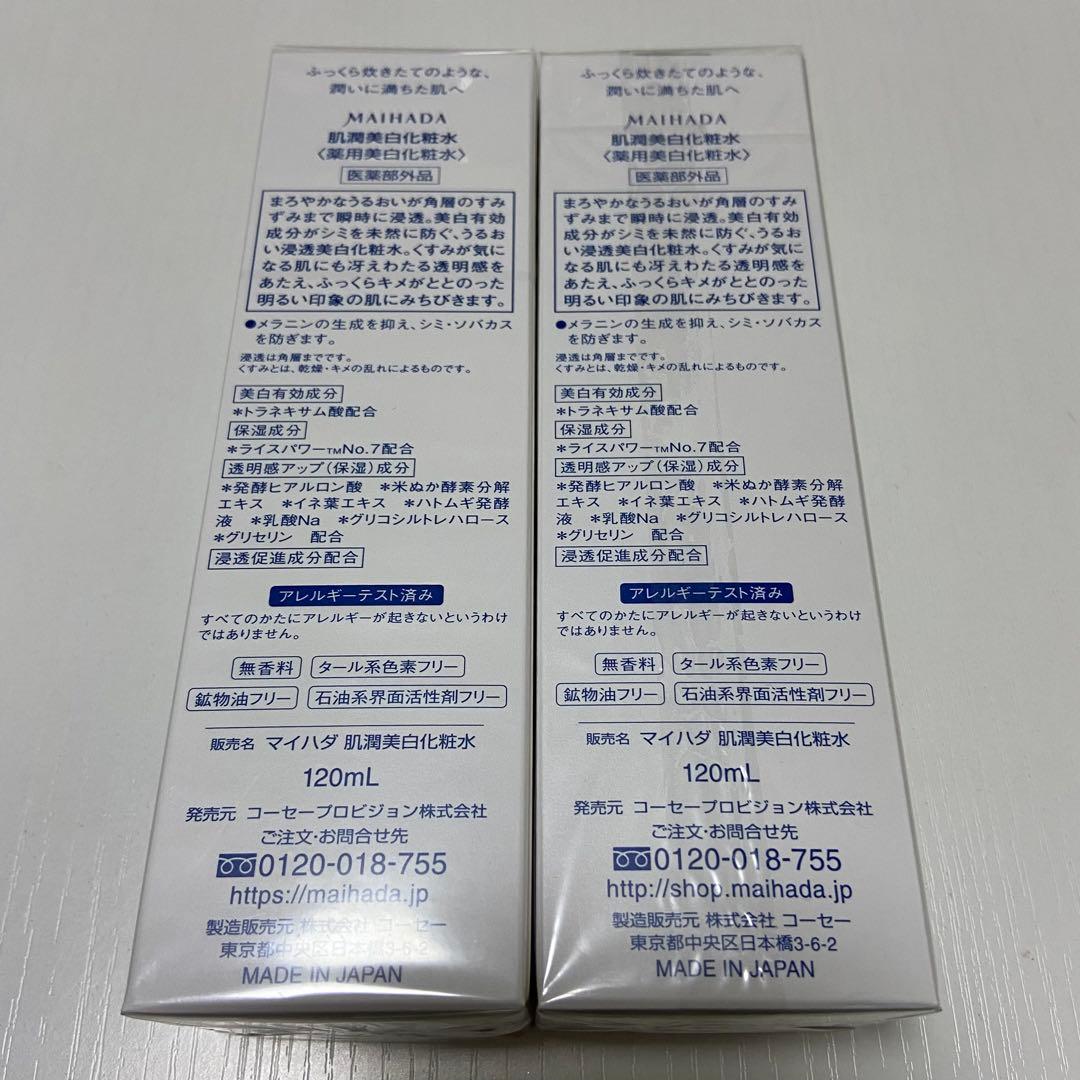 ふっくら炊きたてのような、
潤いに満ちた肌へ
MAIHADA
肌潤美白化粧水
〈薬用美白化粧水〉
医薬部外品
まろやかなうるおいが角層のすみ
ずみまで瞬時に浸透。美白有効
成分がシミを未然に防ぐ、うるお
い浸透美白化粧水。くすみが気に
なる肌にも冴えわたる透明感を
あたえ、ふっくらキメがととのった
明るい印象の肌にみちびきます。
●メラニンの生成を抑え、シミ・ソバカス
を防ぎます。
浸透は角層までです。
くすみとは、乾燥・キメの乱れによるものです。
美白有効成分
*トラネキサム酸配合
保湿成分
*ライスパワー™No.7配合
透明感アップ(保湿)成分
*発酵ヒアルロン酸 *米ぬか酵素分解
エキス *イネ葉エキス *ハトムギ発酵
液 *乳酸Na *グリコシルトレハロース
*グリセリン 配合
浸透促進成分配合
アレルギーテスト済み
すべてのかたにアレルギーが起きないというわけ
ではありません。
無香料 タール系色素フリー
鉱物油フリー 石油系界面活性剤フリー
販売名 マイハダ 肌潤美白化粧水
120mL
発売元 コーセープロビジョン株式会社
ご注文・お問合せ先
0120-018-755
https://maihada.jp
製造販売元 株式会社 コーセー
東京都中央区日本橋3-6-2
MADE IN JAPAN
ふっくら炊きたてのような、
潤いに満ちた肌へ
MAIHADA
肌潤美白化粧水
〈薬用美白化粧水〉
医薬部外品
まろやかなうるおいが角層のすみ
ずみまで瞬時に浸透。美白有効
成分がシミを未然に防ぐ、うるお
い浸透美白化粧水。くすみが気に
なる肌にも冴えわたる透明感を
あたえ、ふっくらキメがととのった
明るい印象の肌にみちびきます。
●メラニンの生成を抑え、シミ・ソバカス
を防ぎます。
浸透は角層までです。
くすみとは、乾燥・キメの乱れによるものです。
美白有効成分
*トラネキサム酸配合
保湿成分
*ライスパワー™No.7配合
透明感アップ(保湿)成分
*発酵ヒアルロン酸 *米ぬか酵素分解
エキス *イネ葉エキス *ハトムギ発酵
液 *乳酸Na *グリコシルトレハロース
*グリセリン 配合
浸透促進成分配合
アレルギーテスト済み
すべてのかたにアレルギーが起きないというわけ
ではありません。
無香料 タール系色素フリー
鉱物油フリー 石油系界面活性剤フリー
販売名 マイハダ 肌潤美白化粧水
120mL
発売元 コーセープロビジョン株式会社
ご注文・お問合せ先
0120-018-755
http://shop.maihada.jp
製造販売元 株式会社 コーセー
東京都中央区日本橋3-6-2
MADE IN JAPAN